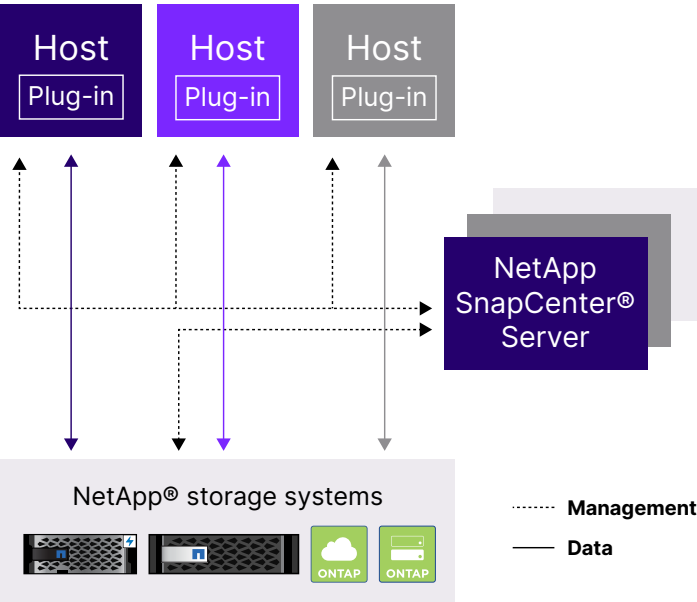 Host
Plug-in
Host
Plug-in
Host
Plug-in
NetApp
SnapCenter®
Server
NetApp® storage systems
ONTAP
ONTAP
Management
Data